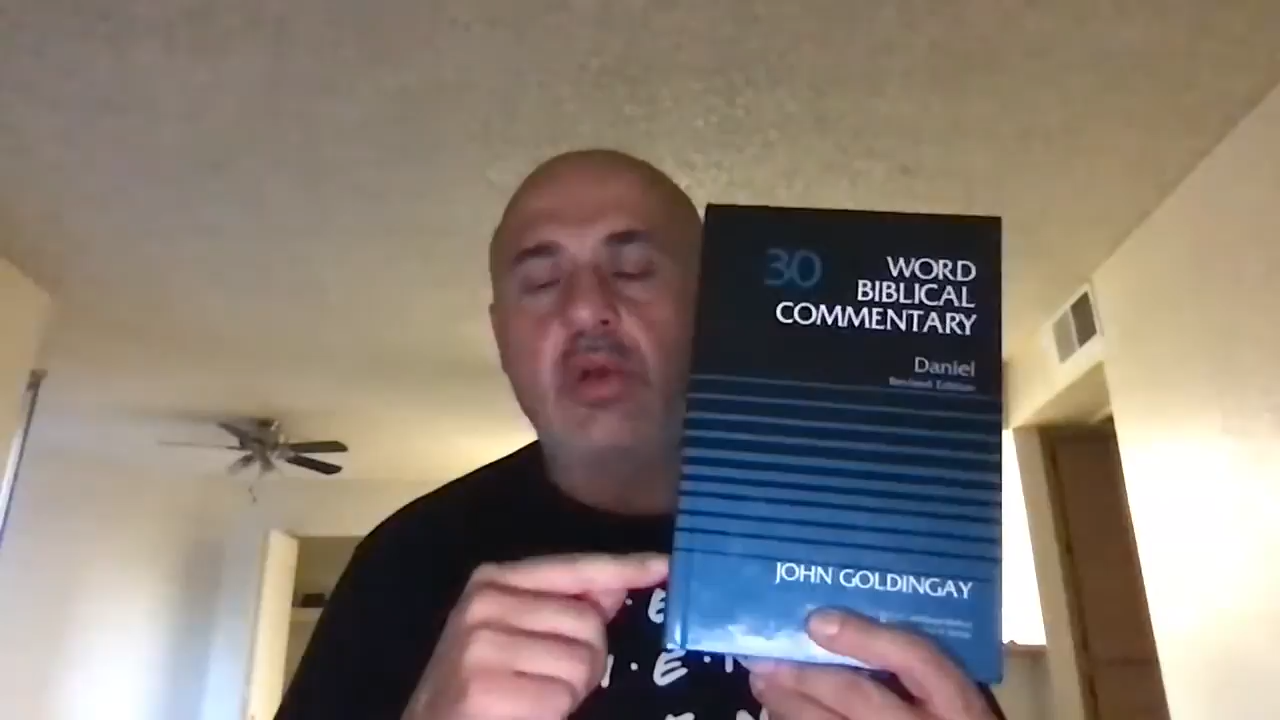 30 WORD
BIBLICAL
COMMENTARY
Daniel
Revised Edition
JOHN GOLDINGAY